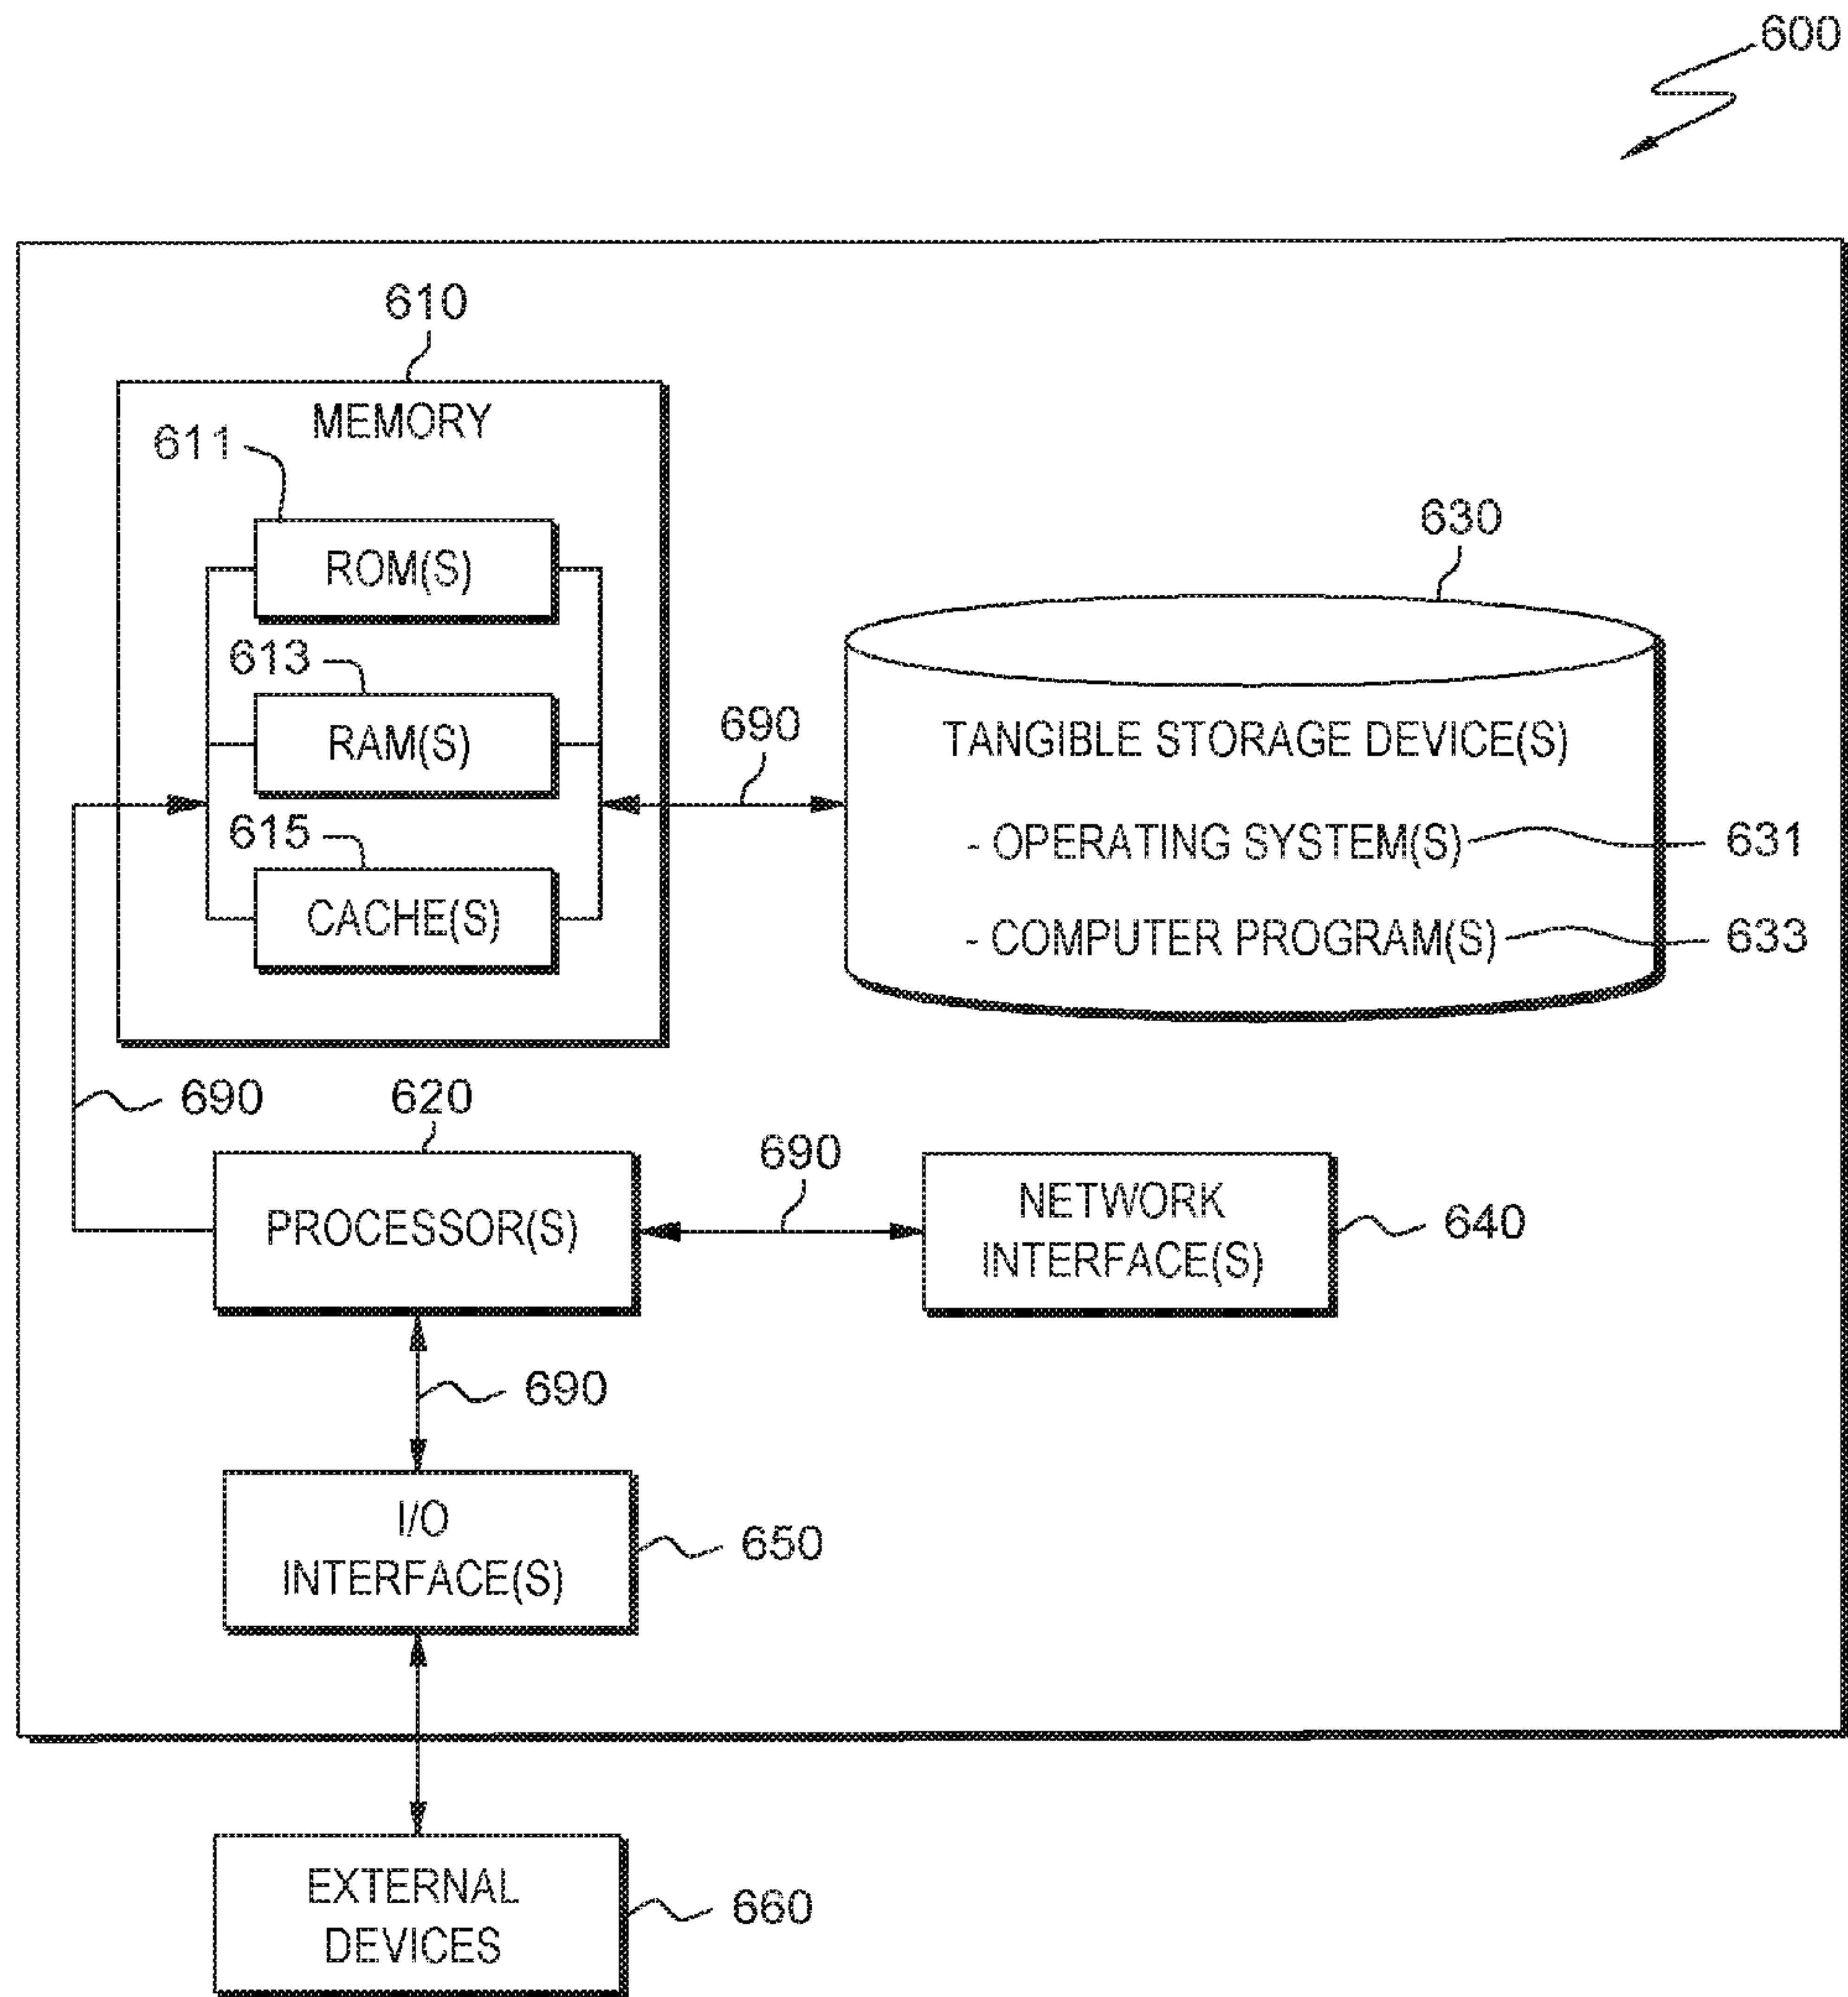 600
610
MEMORY
611
ROM(S)
630
613
RAM(S)
690
TANGIBLE STORAGE DEVICE(S)
615
- OPERATING SYSTEM(S)
631
CACHE(S)
- COMPUTER PROGRAM(S)
633
690
620
690
PROCESSOR(S)
NETWORK
INTERFACE(S)
640
690
I/O
INTERFACE(S)
650
EXTERNAL
DEVICES
660